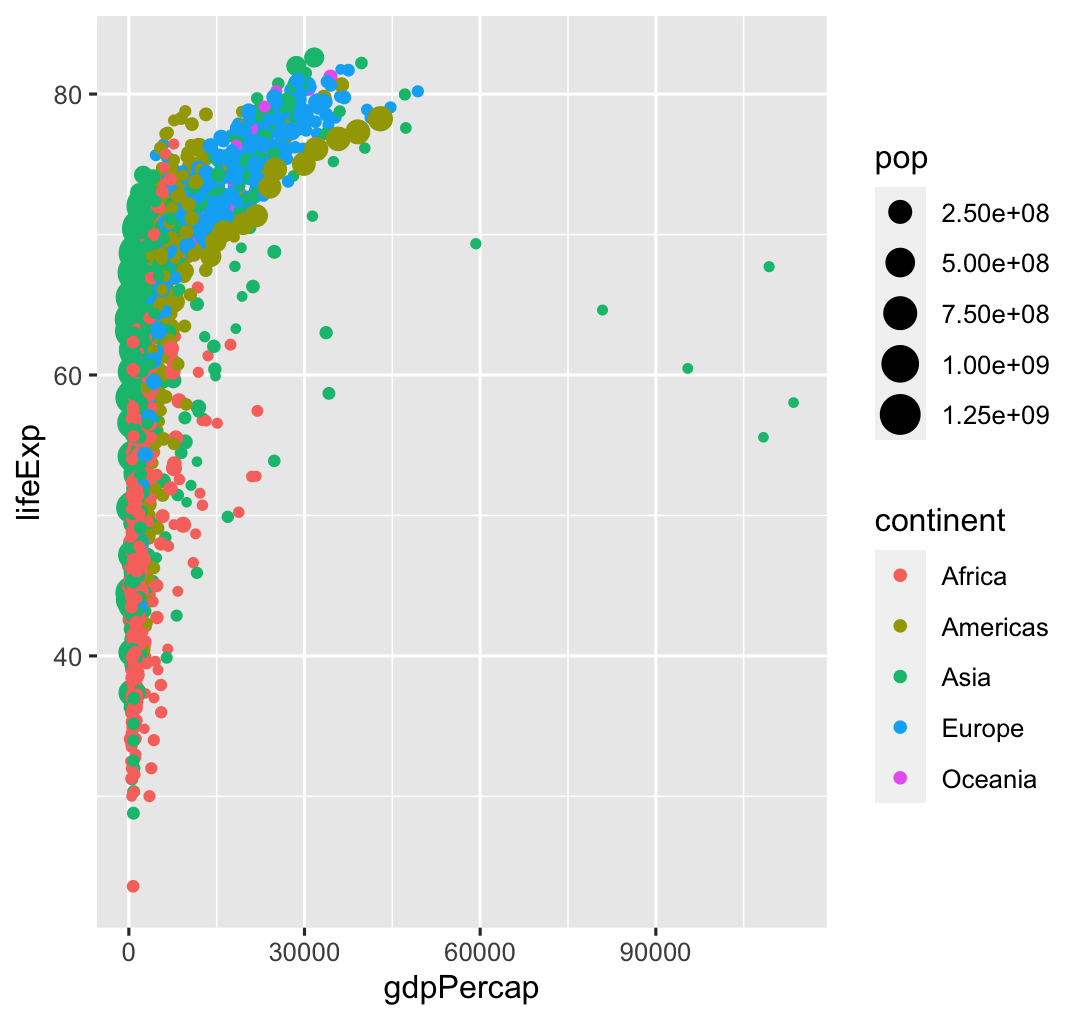 80
60
40
lifeExp
0 30000 60000 90000
gdpPercap
pop
2.50e+08
5.00e+08
7.50e+08
1.00e+09
1.25e+09
continent
Africa
Americas
Asia
Europe
Oceania